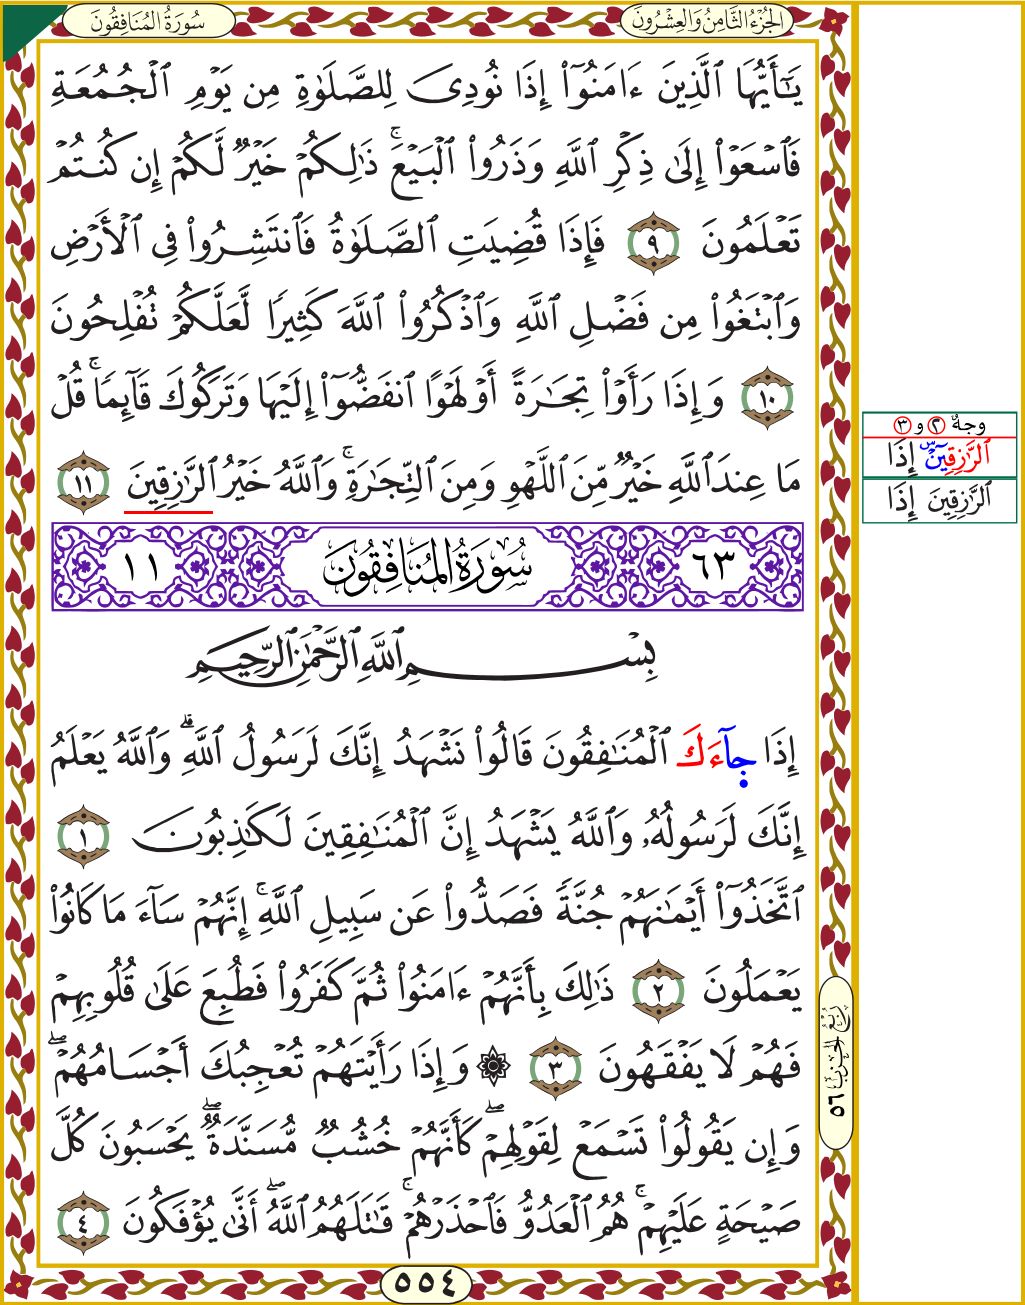 سُورَةُ المُنَافِقُونَ
الجُزْءُ الثَّامِنُ وَالعِشْرُونَ
يَـٰٓأَيُّهَا ٱلَّذِينَ ءَامَنُوٓا۟ إِذَا نُودِىَ لِلصَّلَوٰةِ مِن يَوْمِ ٱلْجُمُعَةِ
فَٱسْعَوْا۟ إِلَىٰ ذِكْرِ ٱللَّهِ وَذَرُوا۟ ٱلْبَيْعَ ۚ ذَٰلِكُمْ خَيْرٌ لَّكُمْ إِن كُنتُمْ
تَعْلَمُونَ ٩ فَإِذَا قُضِيَتِ ٱلصَّلَوٰةُ فَٱنتَشِرُوا۟ فِى ٱلْأَرْضِ
وَٱبْتَغُوا۟ مِن فَضْلِ ٱللَّهِ وَٱذْكُرُوا۟ ٱللَّهَ كَثِيرًا لَّعَلَّكُمْ تُفْلِحُونَ
١٠ وَإِذَا رَأَوْا۟ تِجَـٰرَةً أَوْ لَهْوًا ٱنفَضُّوٓا۟ إِلَيْهَا وَتَرَكُوكَ قَآئِمًا ۚ قُلْ
مَا عِندَ ٱللَّهِ خَيْرٌ مِّنَ ٱللَّهْوِ وَمِنَ ٱلتِّجَـٰرَةِ ۚ وَٱللَّهُ خَيْرُ ٱلرَّٰزِقِينَ ١١
٦٣ سُورَةُ المُنَافِقُونَ ١١
بِسْمِ ٱللَّهِ ٱلرَّحْمَـٰنِ ٱلرَّحِيمِ
إِذَا جَآءَكَ ٱلْمُنَـٰفِقُونَ قَالُوا۟ نَشْهَدُ إِنَّكَ لَرَسُولُ ٱللَّهِ ۗ وَٱللَّهُ يَعْلَمُ
إِنَّكَ لَرَسُولُهُۥ وَٱللَّهُ يَشْهَدُ إِنَّ ٱلْمُنَـٰفِقِينَ لَكَـٰذِبُونَ ١
ٱتَّخَذُوٓا۟ أَيْمَـٰنَهُمْ جُنَّةً فَصَدُّوا۟ عَن سَبِيلِ ٱللَّهِ ۚ إِنَّهُمْ سَآءَ مَا كَانُوا۟
يَعْمَلُونَ ٢ ذَٰلِكَ بِأَنَّهُمْ ءَامَنُوا۟ ثُمَّ كَفَرُوا۟ فَطُبِعَ عَلَىٰ قُلُوبِهِمْ
فَهُمْ لَا يَفْقَهُونَ ٣ ۞ وَإِذَا رَأَيْتَهُمْ تُعْجِبُكَ أَجْسَامُهُمْ ۖ
وَإِن يَقُولُوا۟ تَسْمَعْ لِقَوْلِهِمْ ۖ كَأَنَّهُمْ خُشُبٌ مُّسَنَّدَةٌ ۖ يَحْسَبُونَ كُلَّ
صَيْحَةٍ عَلَيْهِمْ ۚ هُمُ ٱلْعَدُوُّ فَٱحْذَرْهُمْ ۚ قَـٰتَلَهُمُ ٱللَّهُ ۖ أَنَّىٰ يُؤْفَكُونَ ٤
٥٥٤
وجهٌ ٢ و ٣
ٱلرَّٰزِقِينَ ۜ إِذَا
ٱلرَّٰزِقِينَ إِذَا
رُبْعُ الحِزْبِ ٥٦